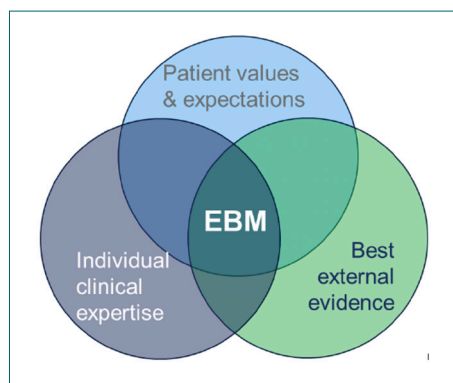 Patient values
& expectations
EBM
Individual
clinical
expertise
Best
external
evidence